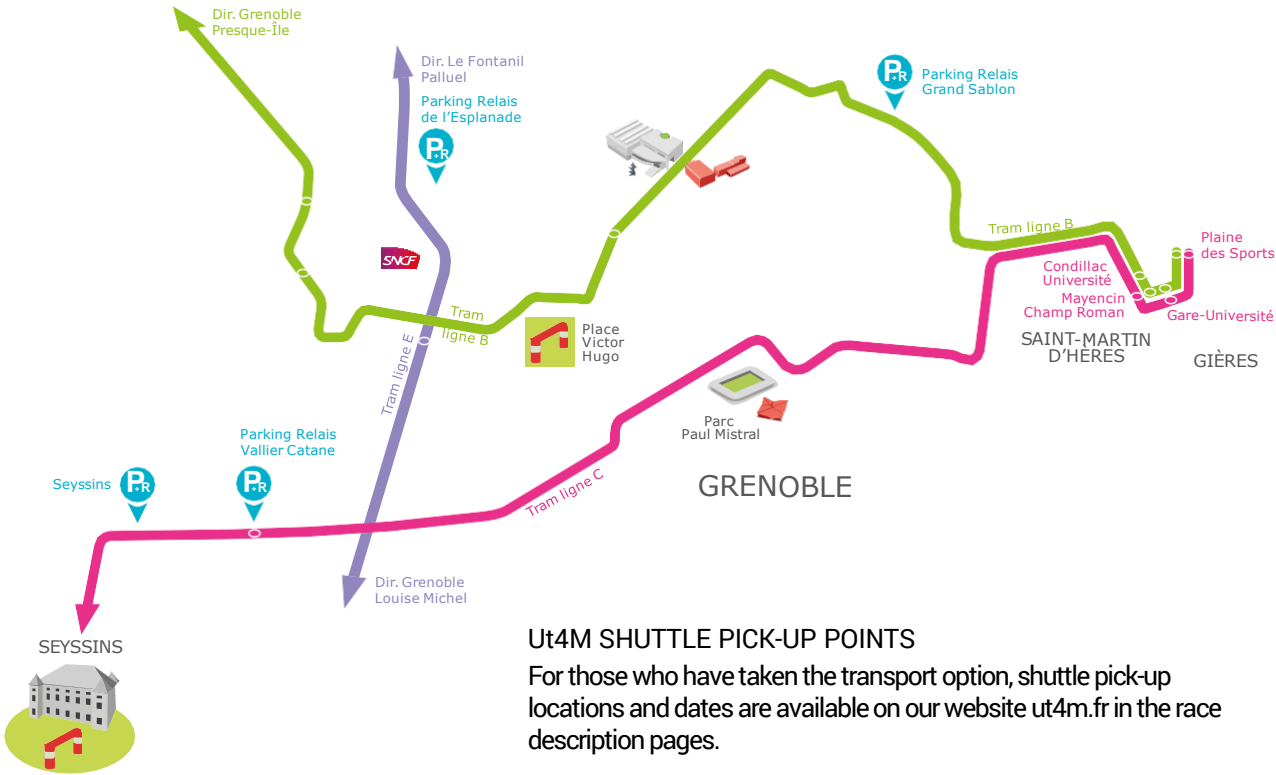 Dir. Grenoble
Presque-Île
Dir. Le Fontanil
Palluel
Parking Relais
de l'Esplanade
P+R
P+R
Parking Relais
Grand Sablon
SNCF
Tram ligne B
Plaine
des Sports
Condillac
Université
Mayencin
Champ Roman
Gare-Université
SAINT-MARTIN
D'HERES
GIÈRES
Tram
ligne B
Tram ligne E
Place
Victor
Hugo
Parc
Paul Mistral
Parking Relais
Vallier Catane
Seyssins
P+R
P+R
Tram ligne C
GRENOBLE
Dir. Grenoble
Louise Michel
SEYSSINS
Ut4M SHUTTLE PICK-UP POINTS
For those who have taken the transport option, shuttle pick-up
locations and dates are available on our website ut4m.fr in the race
description pages.